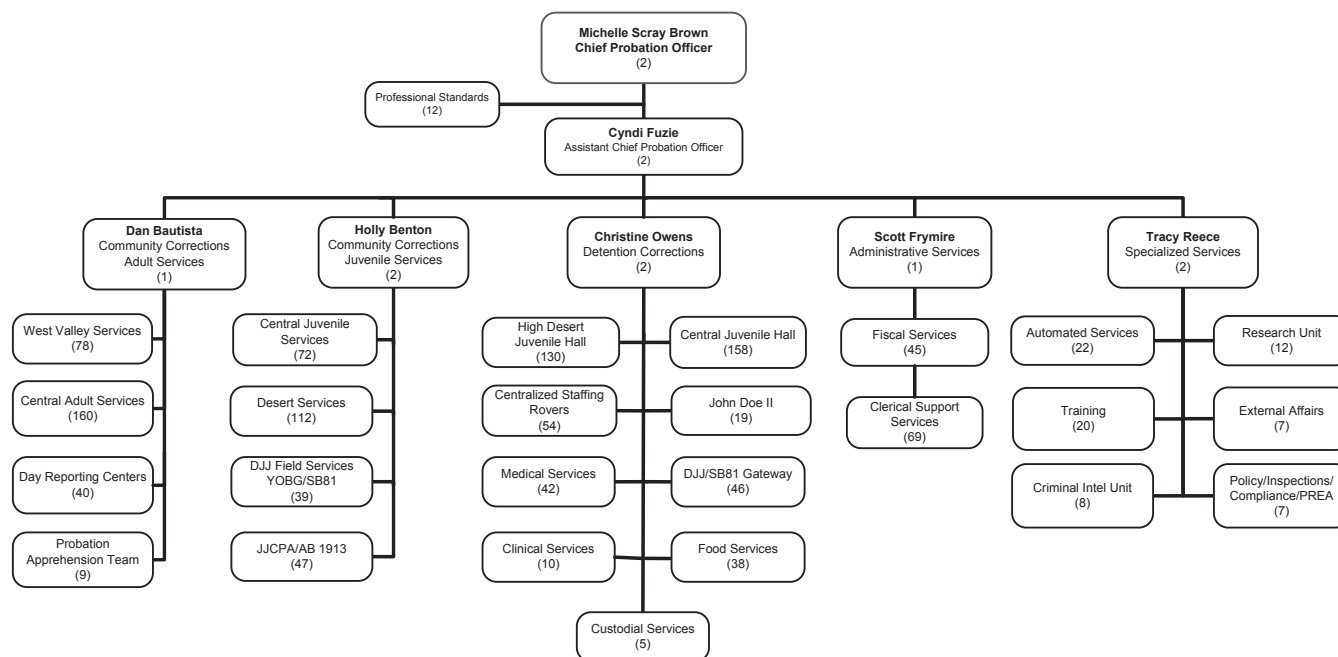 Michelle Scray Brown
Chief Probation Officer
(2)
Professional Standards
(12)
Cyndi Fuzie
Assistant Chief Probation Officer
(2)
Dan Bautista
Community Corrections
Adult Services
(1)
Holly Benton
Community Corrections
Juvenile Services
(2)
Christine Owens
Detention Corrections
(2)
Scott Frymire
Administrative Services
(1)
Tracy Reece
Specialized Services
(2)
West Valley Services
(78)
Central Adult Services
(160)
Day Reporting Centers
(40)
Probation
Apprehension Team
(9)
Central Juvenile
Services
(72)
Desert Services
(112)
DJJ Field Services
YOBG/SB81
(39)
JJCPA/AB 1913
(47)
High Desert
Juvenile Hall
(130)
Central Juvenile Hall
(158)
Centralized Staffing
Rovers
(54)
John Doe II
(19)
Medical Services
(42)
DJJ/SB81 Gateway
(46)
Clinical Services
(10)
Food Services
(38)
Custodial Services
(5)
Fiscal Services
(45)
Clerical Support
Services
(69)
Automated Services
(22)
Research Unit
(12)
Training
(20)
External Affairs
(7)
Criminal Intel Unit
(8)
Policy/Inspections/
Compliance/PREA
(7)